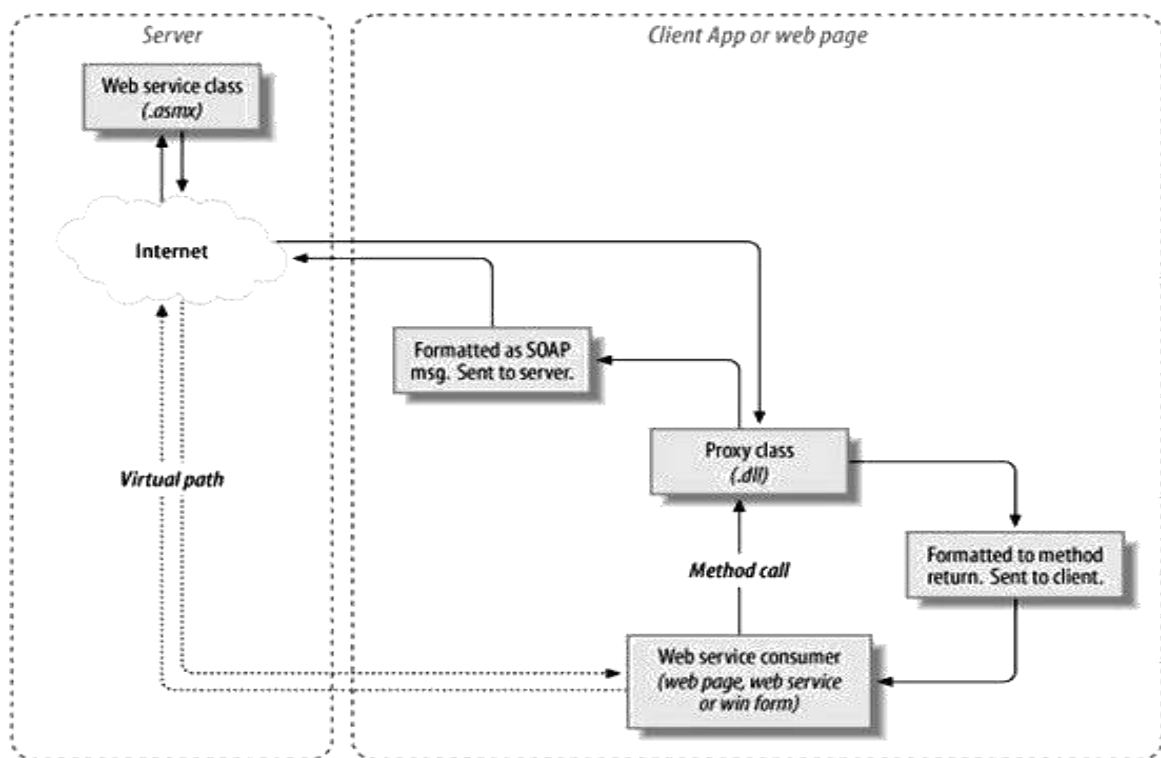 Server
Client App or web page
Web service class
(.asmx)
Internet
Formatted as SOAP
msg. Sent to server.
Proxy class
(.dll)
Virtual path
Method call
Formatted to method
return. Sent to client.
Web service consumer
(web page, web service
or win form)